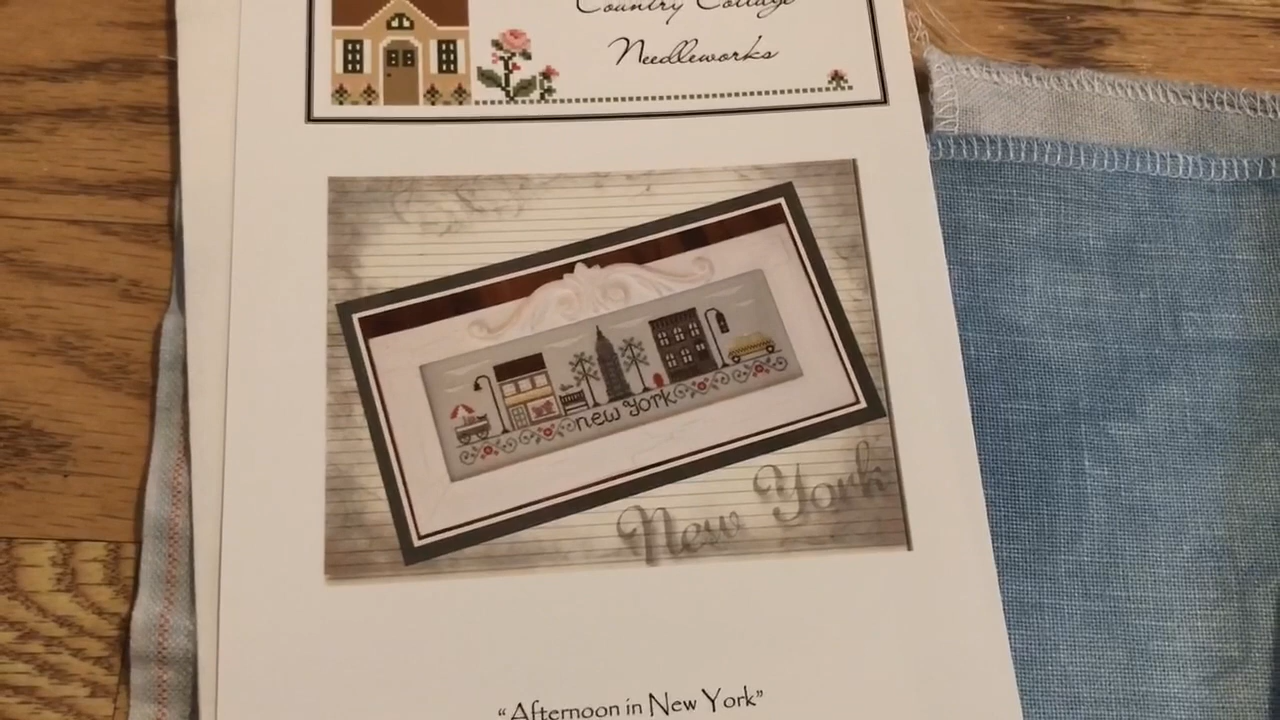 Country Cottage
Needleworks
new york
New York
"Afternoon in New York"